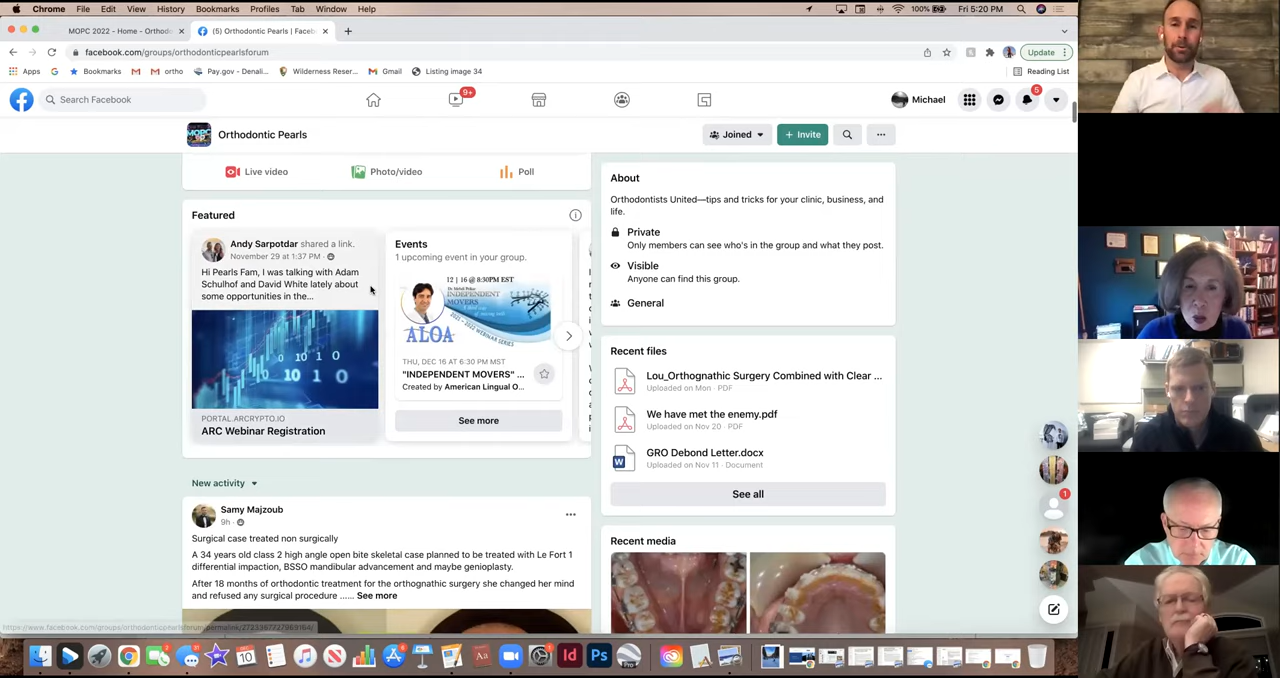 Chrome File Edit View History Bookmarks Profiles Tab Window Help 100% Fri 5:20 PM
MOPC 2022 - Home - Orthod (5) Orthodontic Pearls | Faceb
facebook.com/groups/orthodonticpearlsforum Update
Apps Bookmarks ortho Pay.gov - Denali... Wilderness Reser... Gmail Listing image 34 Reading List
Search Facebook 9+ Michael 5
MOPC Orthodontic Pearls Joined + Invite
Live video Photo/video Poll
Featured
Andy Sarpotdar shared a link.
November 29 at 1:37 PM
Hi Pearls Fam, I was talking with Adam
Schulhof and David White lately about
some opportunities in the...
PORTAL.ARCRYPTO.IO
ARC Webinar Registration
Events
1 upcoming event in your group.
12 | 16 @ 8:30PM EST
INDEPENDENT
MOVERS
ALOA
THU, DEC 16 AT 6:30 PM MST
"INDEPENDENT MOVERS" ...
Created by American Lingual O...
See more
About
Orthodontists United—tips and tricks for your clinic, business, and
life.
Private
Only members can see who's in the group and what they post.
Visible
Anyone can find this group.
General
Recent files
Lou_Orthognathic Surgery Combined with Clear ...
Uploaded on Mon · PDF
We have met the enemy.pdf
Uploaded on Nov 20 · PDF
GRO Debond Letter.docx
Uploaded on Nov 11 · Document
See all
Recent media
New activity
Samy Majzoub
9h
Surgical case treated non surgically
A 34 years old class 2 high angle open bite skeletal case planned to be treated with Le Fort 1
differential impaction, BSSO mandibular advancement and maybe genioplasty.
After 18 months of orthodontic treatment for the orthognathic surgery she changed her mind
and refused any surgical procedure ...... See more
1